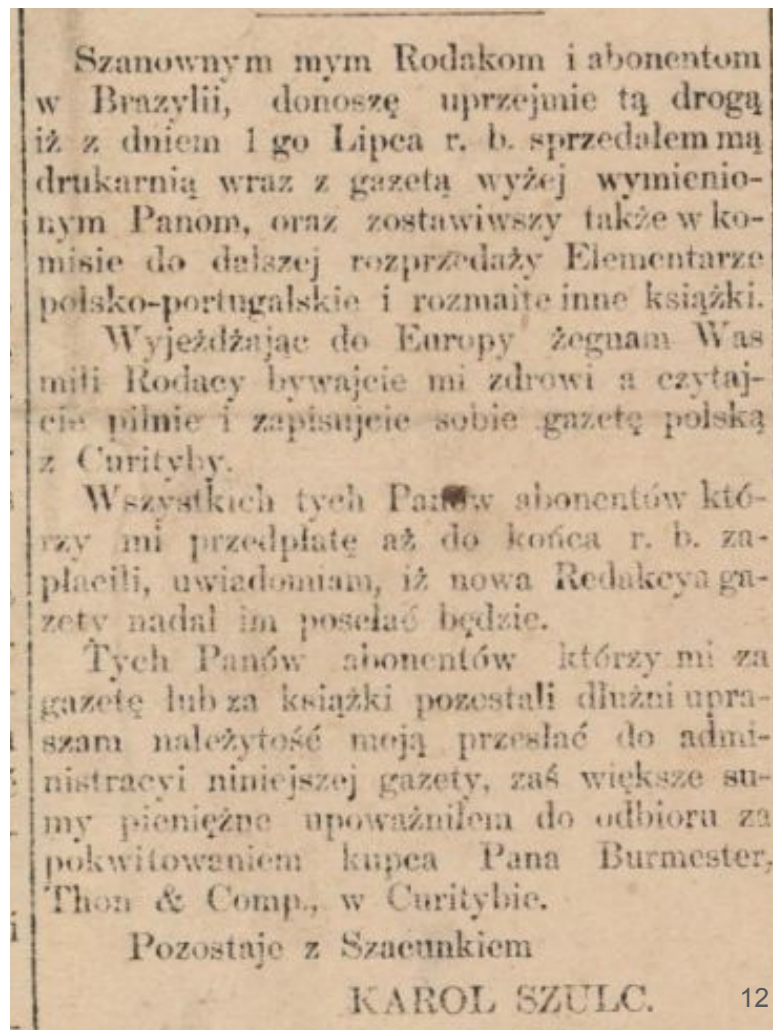 Szanownym mym Rodakom i abonentom
w Brazylii, donoszę uprzejmie tą drogą
iż z dniem 1 go Lipca r. b. sprzedałem mą
drukarnią wraz z gazetą wyżej wymienio-
nym Panom, oraz zostawiwszy także w ko-
misie do dalszej rozprzedaży Elementarze
polsko-portugalskie i rozmaite inne książki.
Wyjeżdżając do Europy żegnam Was
mili Rodacy bywajcie mi zdrowi a czytaj-
cie pilnie i zapisujcie sobie gazetę polską
z Curityby.
Wszystkich tych Panów abonentów któ-
rzy mi przedpłatę aż do końca r. b. za-
płacili, uwiadomiam, iż nowa Redakcya ga-
zety nadal im posełać będzie.
Tych Panów abonentów którzy mi za
gazetę lub za książki pozostali dłużni upra-
szam należytość moją przesłać do admi-
nistracyi niniejszej gazety, zaś większe su-
my pieniężne upoważniłem do odbioru za
pokwitowaniem kupca Pana Burmester,
Thon & Comp., w Curitybie.
Pozostaję z Szacunkiem
KAROL SZULC.
12